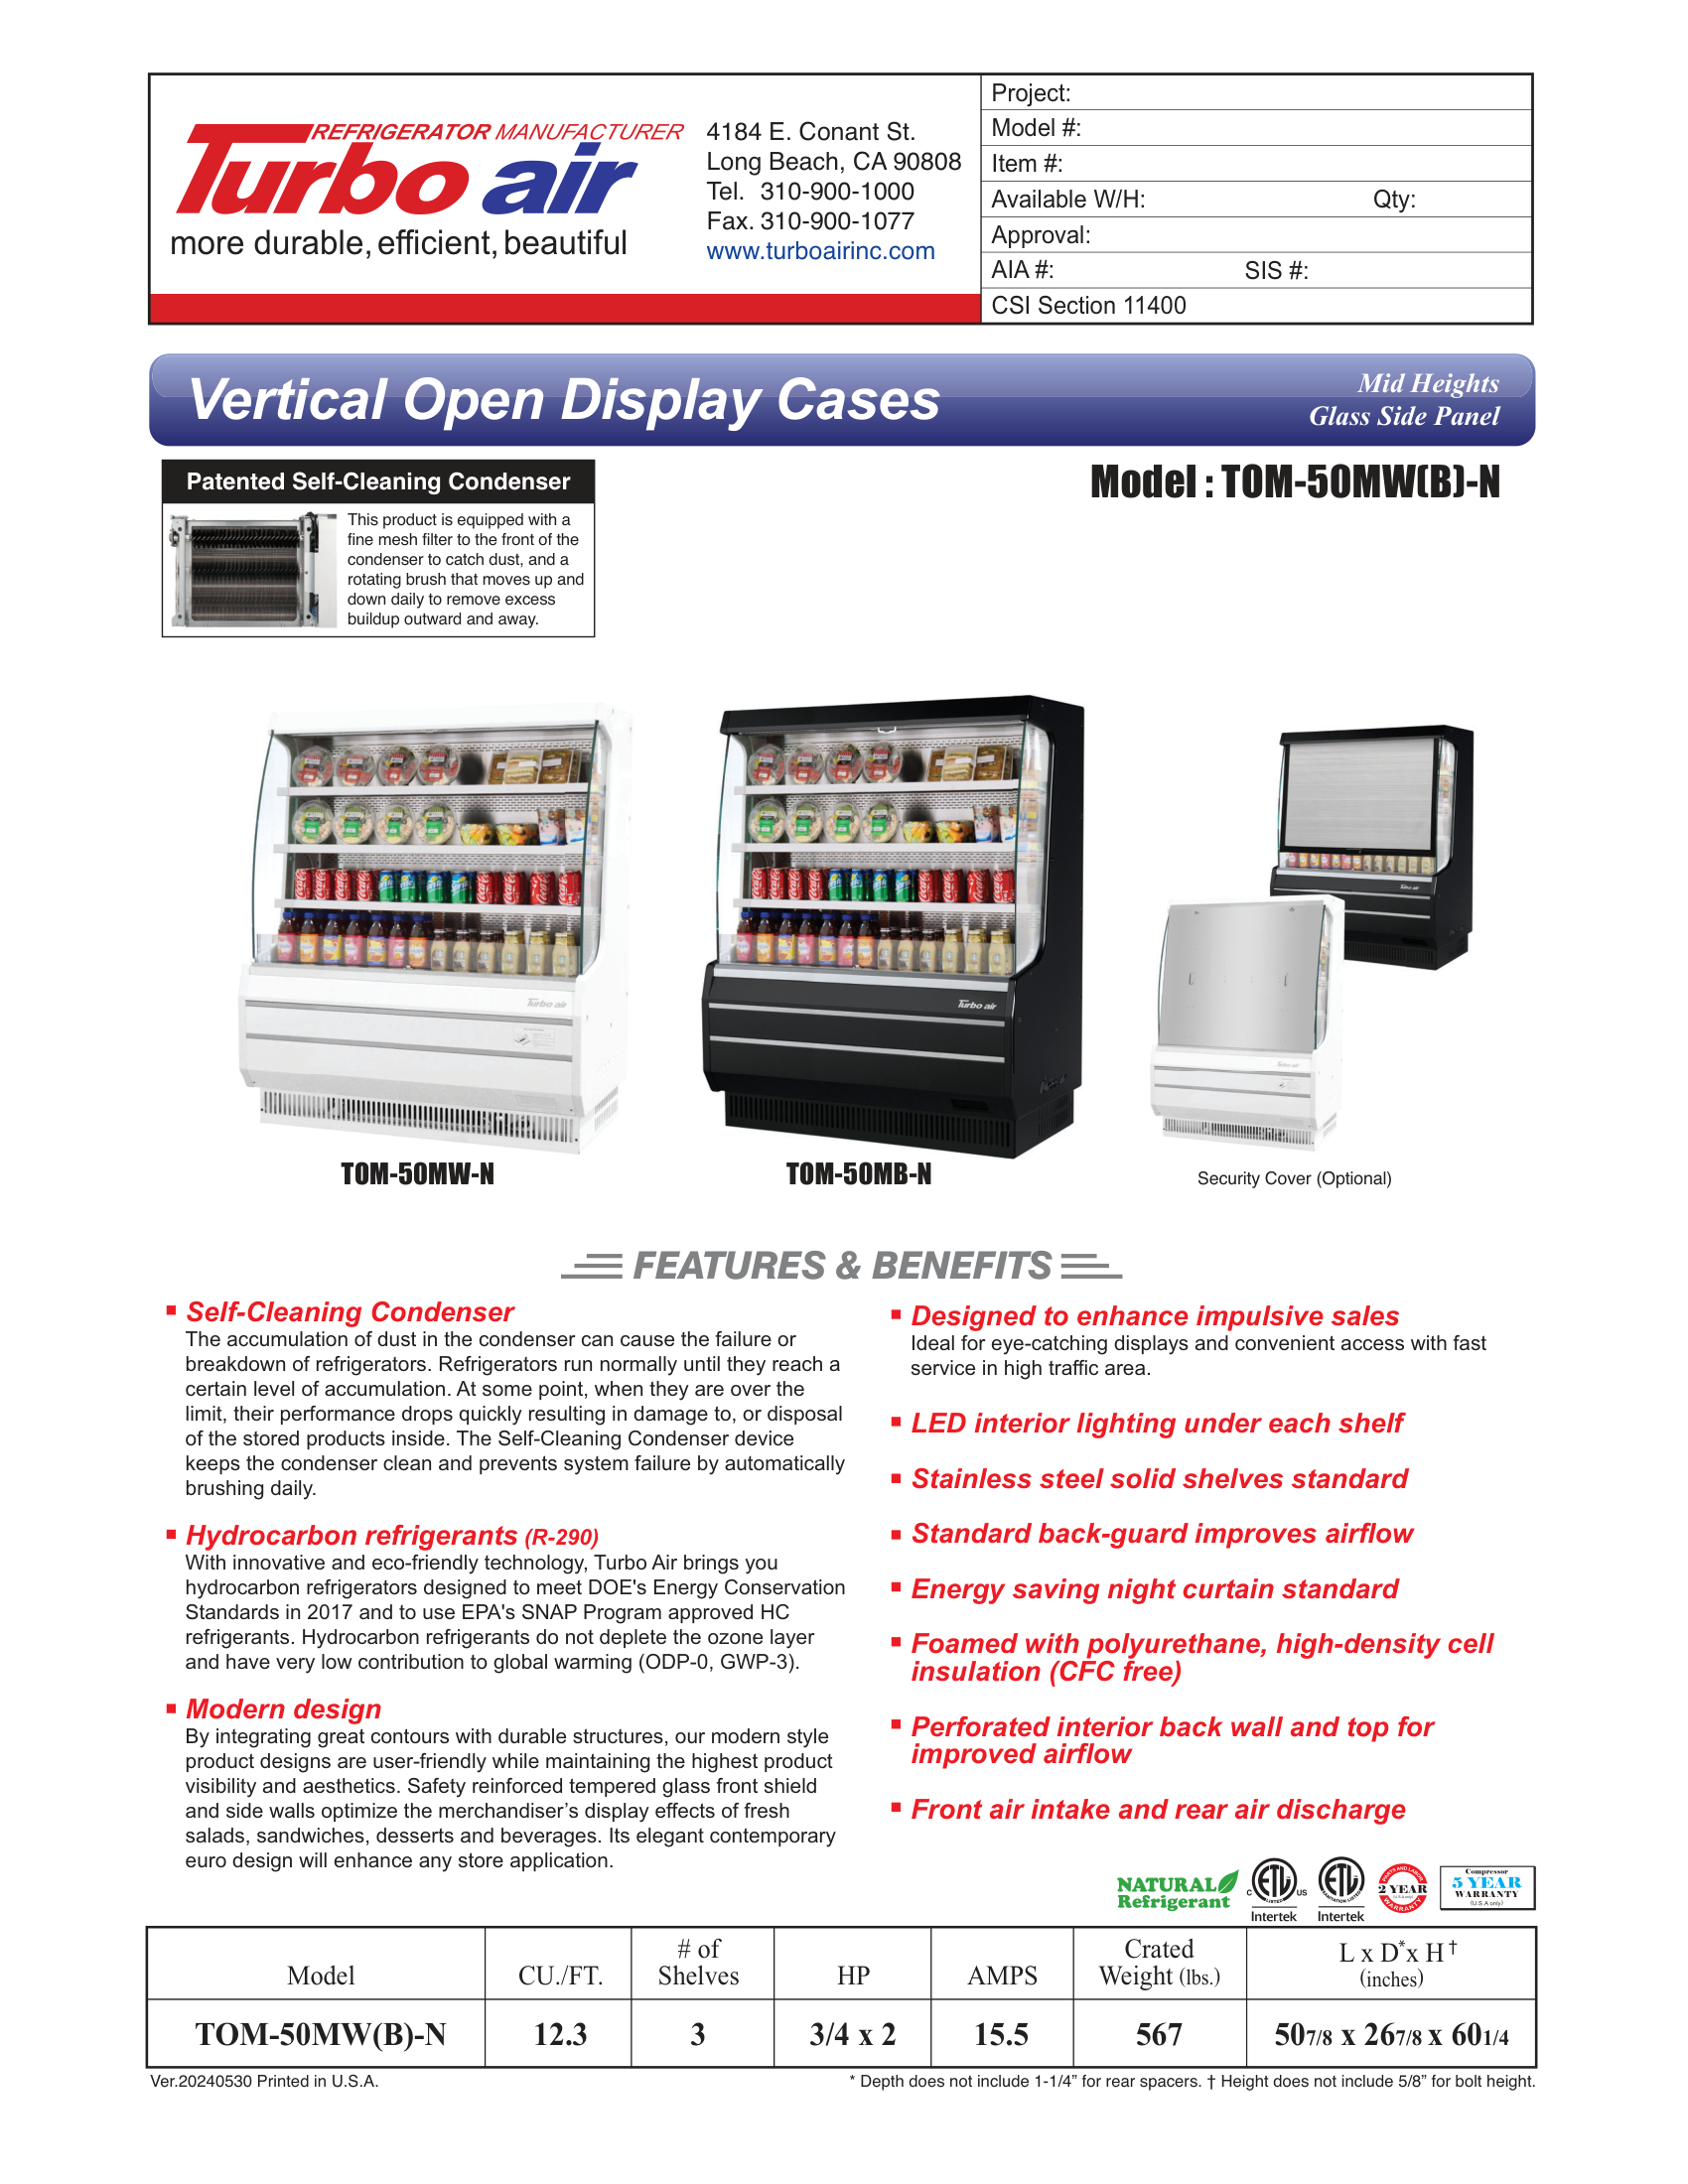 REFRIGERATOR MANUFACTURER
Turbo air
more durable, efficient, beautiful
4184 E. Conant St.
Long Beach, CA 90808
Tel. 310-900-1000
Fax. 310-900-1077
www.turboairinc.com
Project:
Model #:
Item #:
Available W/H: Qty:
Approval:
AIA #: SIS #:
CSI Section 11400
Vertical Open Display Cases
Mid Heights
Glass Side Panel
Patented Self-Cleaning Condenser
This product is equipped with a
fine mesh filter to the front of the
condenser to catch dust, and a
rotating brush that moves up and
down daily to remove excess
buildup outward and away.
Model : TOM-50MW(B)-N
Turbo air
Turbo air
Turbo air
Turbo air
TOM-50MW-N
TOM-50MB-N
Security Cover (Optional)
FEATURES & BENEFITS
Self-Cleaning Condenser
The accumulation of dust in the condenser can cause the failure or
breakdown of refrigerators. Refrigerators run normally until they reach a
certain level of accumulation. At some point, when they are over the
limit, their performance drops quickly resulting in damage to, or disposal
of the stored products inside. The Self-Cleaning Condenser device
keeps the condenser clean and prevents system failure by automatically
brushing daily.
Hydrocarbon refrigerants (R-290)
With innovative and eco-friendly technology, Turbo Air brings you
hydrocarbon refrigerators designed to meet DOE's Energy Conservation
Standards in 2017 and to use EPA's SNAP Program approved HC
refrigerants. Hydrocarbon refrigerants do not deplete the ozone layer
and have very low contribution to global warming (ODP-0, GWP-3).
Modern design
By integrating great contours with durable structures, our modern style
product designs are user-friendly while maintaining the highest product
visibility and aesthetics. Safety reinforced tempered glass front shield
and side walls optimize the merchandiser’s display effects of fresh
salads, sandwiches, desserts and beverages. Its elegant contemporary
euro design will enhance any store application.
Designed to enhance impulsive sales
Ideal for eye-catching displays and convenient access with fast
service in high traffic area.
LED interior lighting under each shelf
Stainless steel solid shelves standard
Standard back-guard improves airflow
Energy saving night curtain standard
Foamed with polyurethane, high-density cell
insulation (CFC free)
Perforated interior back wall and top for
improved airflow
Front air intake and rear air discharge
NATURAL
Refrigerant
C ETL US
LISTED
Intertek
ETL
SANITATION LISTED
Intertek
PARTS AND LABOR
2 YEAR
(U.S.A only)
WARRANTY
Compressor
5 YEAR
WARRANTY
(U.S.A only)
Model CU./FT. # of Shelves HP AMPS Crated Weight (lbs.) L x D* x H † (inches)
TOM-50MW(B)-N 12.3 3 3/4 x 2 15.5 567 50 7/8 x 26 7/8 x 60 1/4
Ver.20240530 Printed in U.S.A.
* Depth does not include 1-1/4” for rear spacers. † Height does not include 5/8” for bolt height.